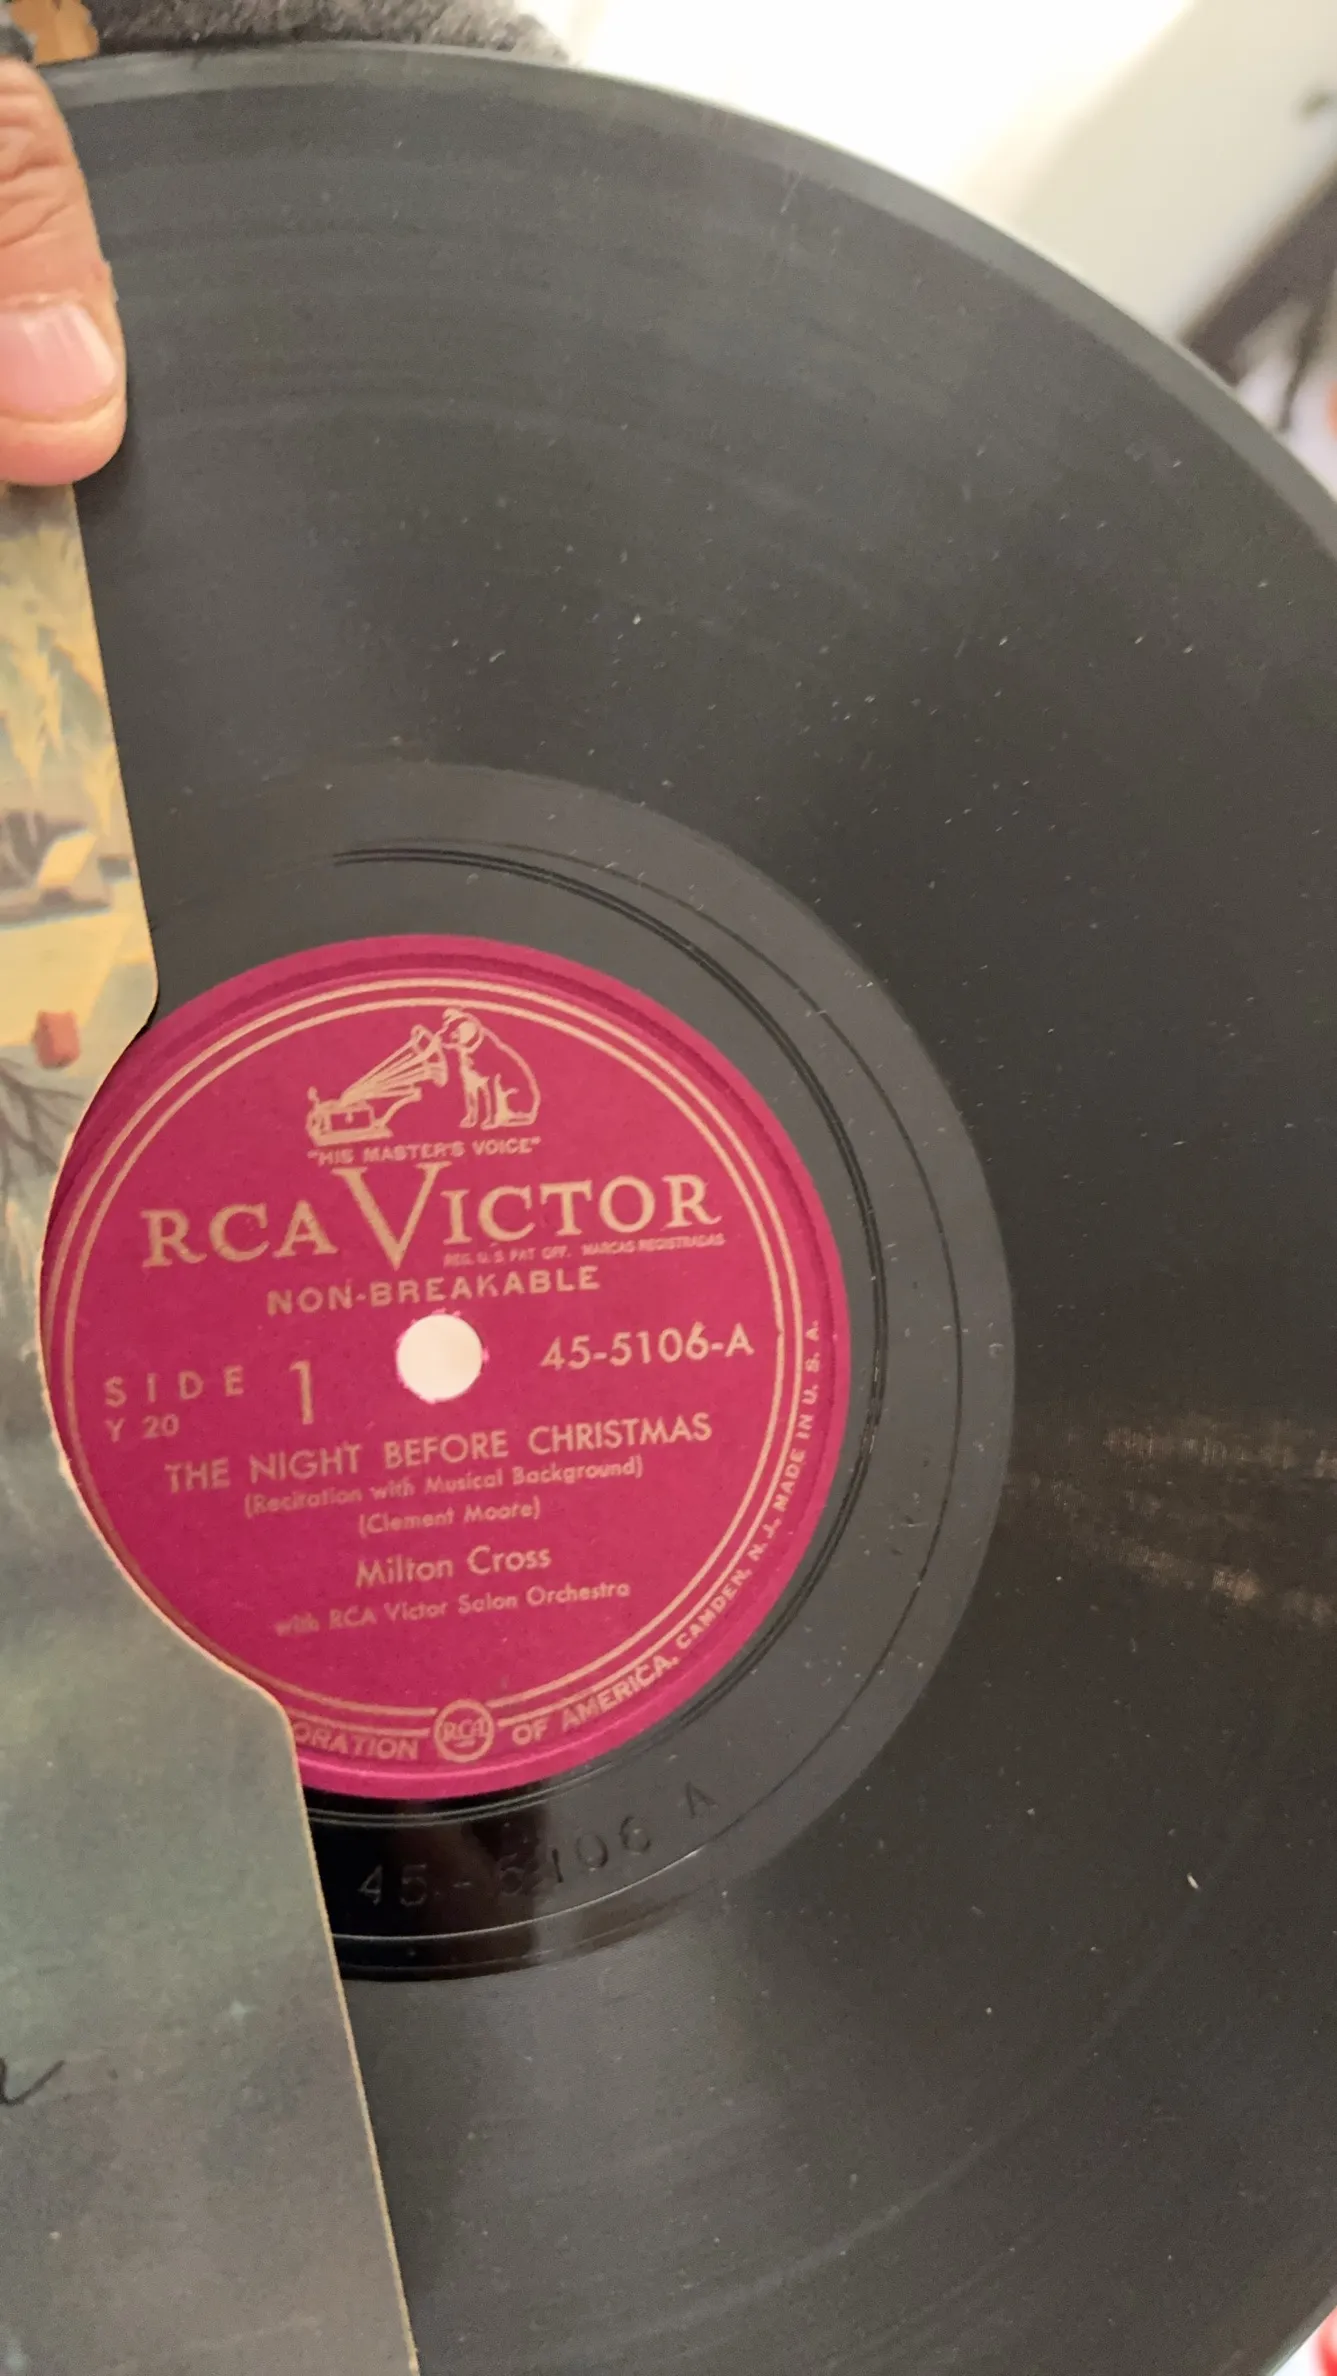 "HIS MASTER'S VOICE"
RCA VICTOR
REG. U. S. PAT. OFF. MARCAS REGISTRADAS
NON-BREAKABLE
45-5106-A
SIDE 1
Y 20
THE NIGHT BEFORE CHRISTMAS
(Recitation with Musical Background)
(Clement Moore)
Milton Cross
with RCA Victor Salon Orchestra
ORATION RCA OF AMERICA, CAMDEN, N. J. MADE IN U. S. A.
45-5106 A